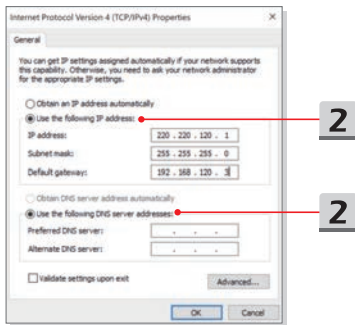 Internet Protocol Version 4 (TCP/IPv4) Properties
General
You can get IP settings assigned automatically if your network supports
this capability. Otherwise, you need to ask your network administrator
for the appropriate IP settings.
Obtain an IP address automatically
Use the following IP address:
2
IP address: 220 . 220 . 120 . 1
Subnet mask: 255 . 255 . 255 . 0
Default gateway: 192 . 168 . 120 . 3
Obtain DNS server address automatically
Use the following DNS server addresses:
2
Preferred DNS server: . . .
Alternate DNS server: . . .
Validate settings upon exit
Advanced...
OK Cancel